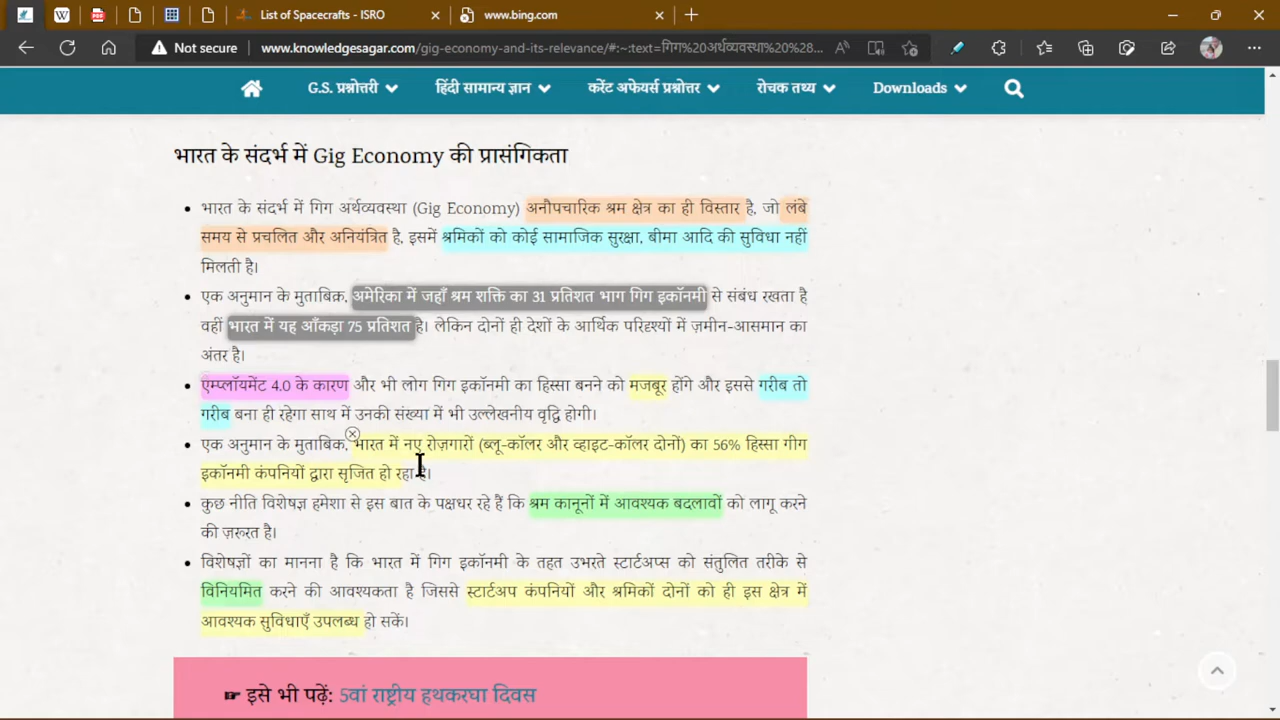 List of Spacecrafts - ISRO
www.bing.com
Not secure
www.knowledgesagar.com/gig-economy-and-its-relevance/#:~:text=गिग%20अर्थव्यवस्था%20%28...
G.S. प्रश्नोत्तरी
हिंदी सामान्य ज्ञान
करेंट अफेयर्स प्रश्नोत्तर
रोचक तथ्य
Downloads
भारत के संदर्भ में Gig Economy की प्रासंगिकता
भारत के संदर्भ में गिग अर्थव्यवस्था (Gig Economy) अनौपचारिक श्रम क्षेत्र का ही विस्तार है, जो लंबे
समय से प्रचलित और अनियंत्रित है, इसमें श्रमिकों को कोई सामाजिक सुरक्षा, बीमा आदि की सुविधा नहीं
मिलती है।
एक अनुमान के मुताबिक़, अमेरिका में जहाँ श्रम शक्ति का 31 प्रतिशत भाग गिग इकॉनमी से संबंध रखता है
वहीं भारत में यह आँकड़ा 75 प्रतिशत है। लेकिन दोनों ही देशों के आर्थिक परिदृश्यों में ज़मीन-आसमान का
अंतर है।
एम्प्लॉयमेंट 4.0 के कारण और भी लोग गिग इकॉनमी का हिस्सा बनने को मजबूर होंगे और इससे गरीब तो
गरीब बना ही रहेगा साथ में उनकी संख्या में भी उल्लेखनीय वृद्धि होगी।
एक अनुमान के मुताबिक, भारत में नए रोज़गारों (ब्लू-कॉलर और व्हाइट-कॉलर दोनों) का 56% हिस्सा गीग
इकॉनमी कंपनियों द्वारा सृजित हो रहा है।
कुछ नीति विशेषज्ञ हमेशा से इस बात के पक्षधर रहे हैं कि श्रम कानूनों में आवश्यक बदलावों को लागू करने
की ज़रूरत है।
विशेषज्ञों का मानना है कि भारत में गिग इकॉनमी के तहत उभरते स्टार्टअप्स को संतुलित तरीके से
विनियमित करने की आवश्यकता है जिससे स्टार्टअप कंपनियों और श्रमिकों दोनों को ही इस क्षेत्र में
आवश्यक सुविधाएँ उपलब्ध हो सकें।
☛ इसे भी पढ़ें: 5वां राष्ट्रीय हथकरघा दिवस